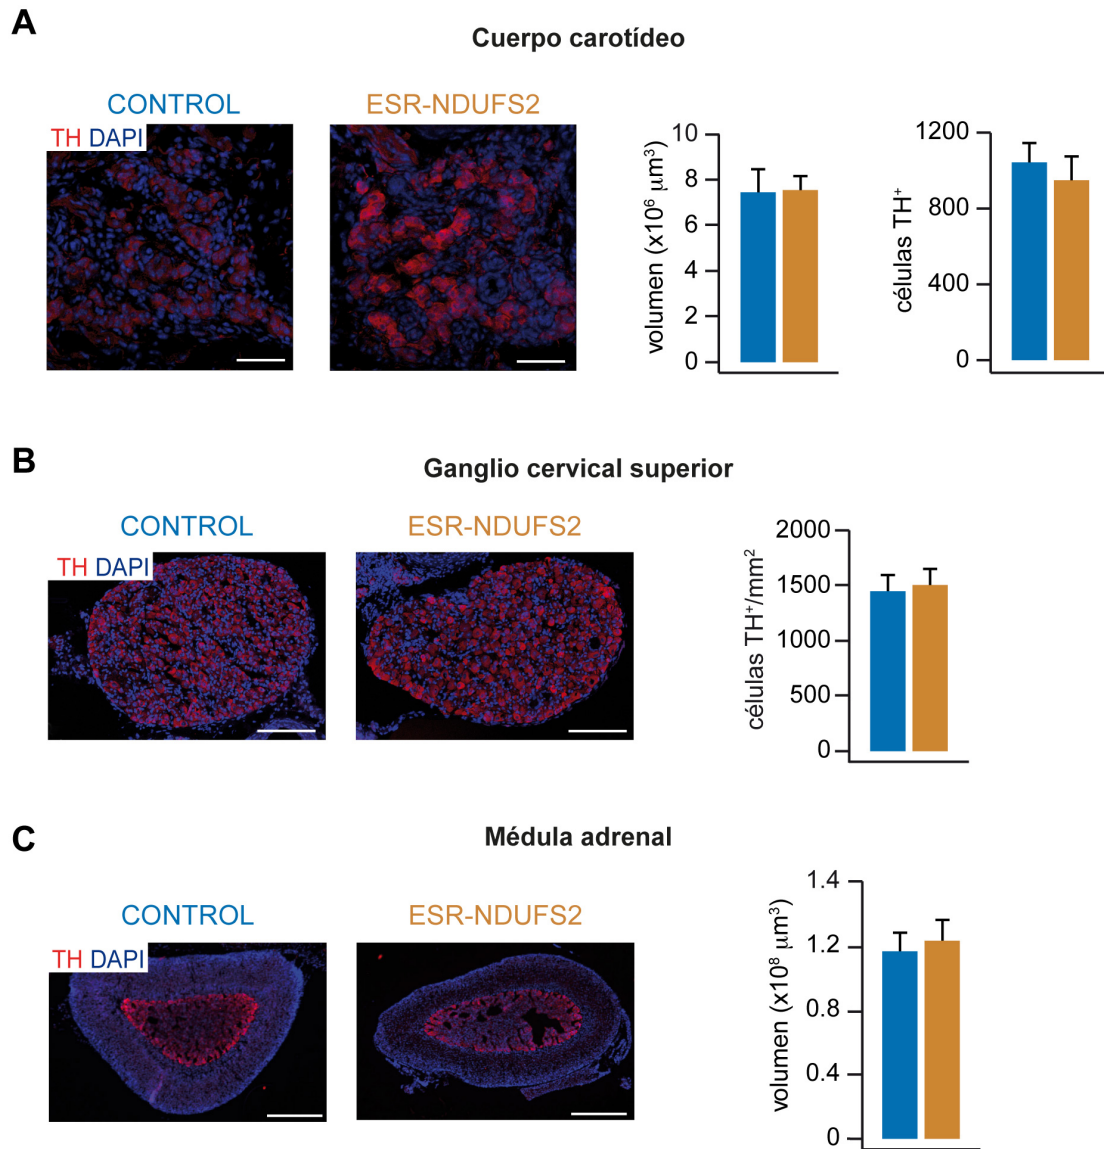 A
Cuerpo carotídeo
CONTROL
ESR-NDUFS2
TH DAPI
volumen (x10⁶ μm³)
10
8
6
4
2
0
células TH⁺
1200
800
400
0
B
Ganglio cervical superior
CONTROL
ESR-NDUFS2
TH DAPI
células TH⁺/mm²
2000
1500
1000
500
0
C
Médula adrenal
CONTROL
ESR-NDUFS2
TH DAPI
volumen (x10⁸ μm³)
1.4
1.2
0.8
0.4
0